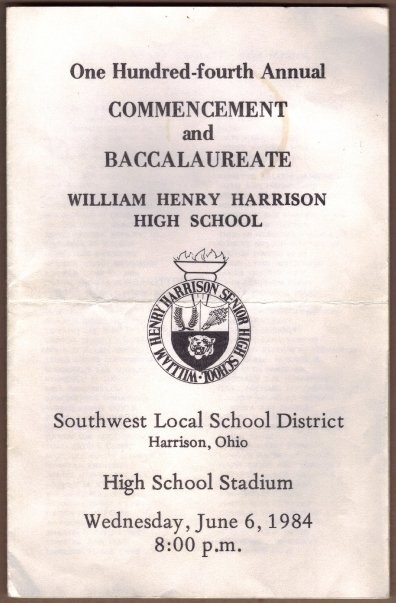 One Hundred-fourth Annual
COMMENCEMENT
and
BACCALAUREATE
WILLIAM HENRY HARRISON
HIGH SCHOOL
WILLIAM HENRY HARRISON SENIOR HIGH SCHOOL
Southwest Local School District
Harrison, Ohio
High School Stadium
Wednesday, June 6, 1984
8:00 p.m.